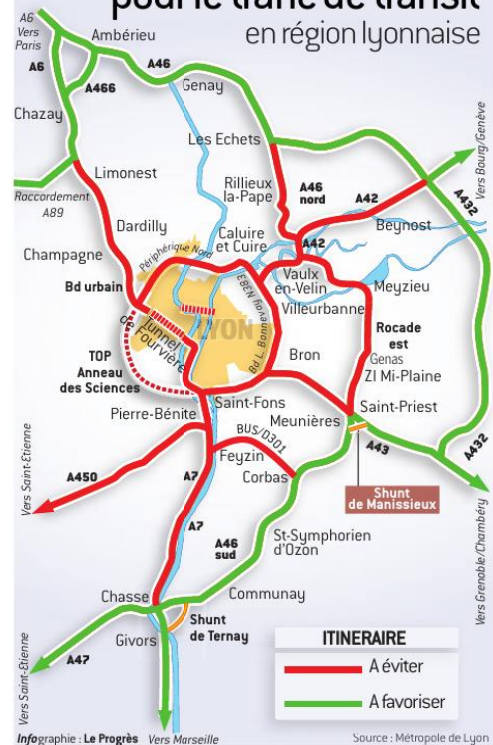 pour le trafic de transit
en région lyonnaise
A6
Vers
Paris
Ambérieu
A46
A6
A466
Genay
Chazay
Les Echets
Vers Bourg/Genève
Limonest
Rillieux
la-Pape
A46
nord
A42
A432
Raccordement
A89
Dardilly
Caluire
et Cuire
Beynost
Périphérique Nord
A42
Champagne
Vaulx
en-Velin
Meyzieu
Bd urbain
Villeurbanne
LYON
Tunnel
de Fourvière
Bd L. Bonnevay N383
Rocade
est
Bron
Genas
ZI Mi-Plaine
TOP
Anneau
des Sciences
Saint-Fons
Saint-Priest
Meunières
Pierre-Bénite
BUS/D301
A43
A432
Feyzin
Vers Saint-Etienne
A450
A7
Corbas
Shunt
de Manissieux
Vers Grenoble/Chambéry
A7
A46
sud
St-Symphorien
d'Ozon
Chasse
Communay
Shunt
de Ternay
Givors
A47
Vers Saint-Etienne
ITINERAIRE
A éviter
A favoriser
Infographie : Le Progrès
Vers Marseille
Source : Métropole de Lyon